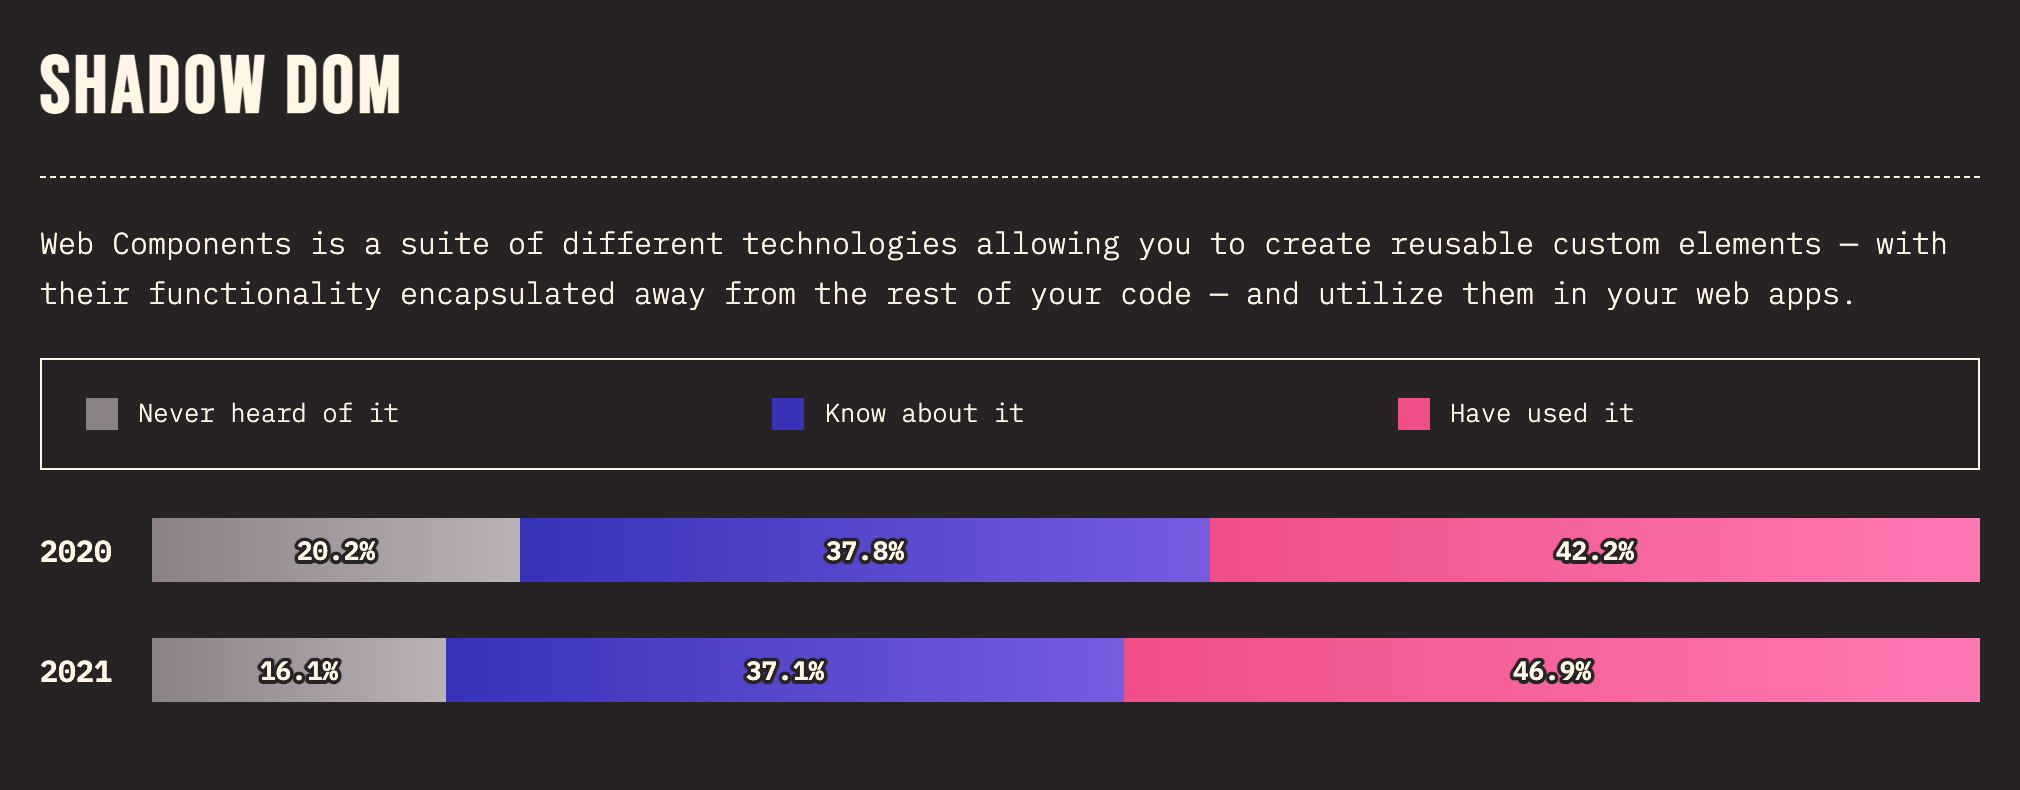 SHADOW DOM
Web Components is a suite of different technologies allowing you to create reusable custom elements — with
their functionality encapsulated away from the rest of your code — and utilize them in your web apps.
Never heard of it Know about it Have used it
2020 20.2% 37.8% 42.2%
2021 16.1% 37.1% 46.9%